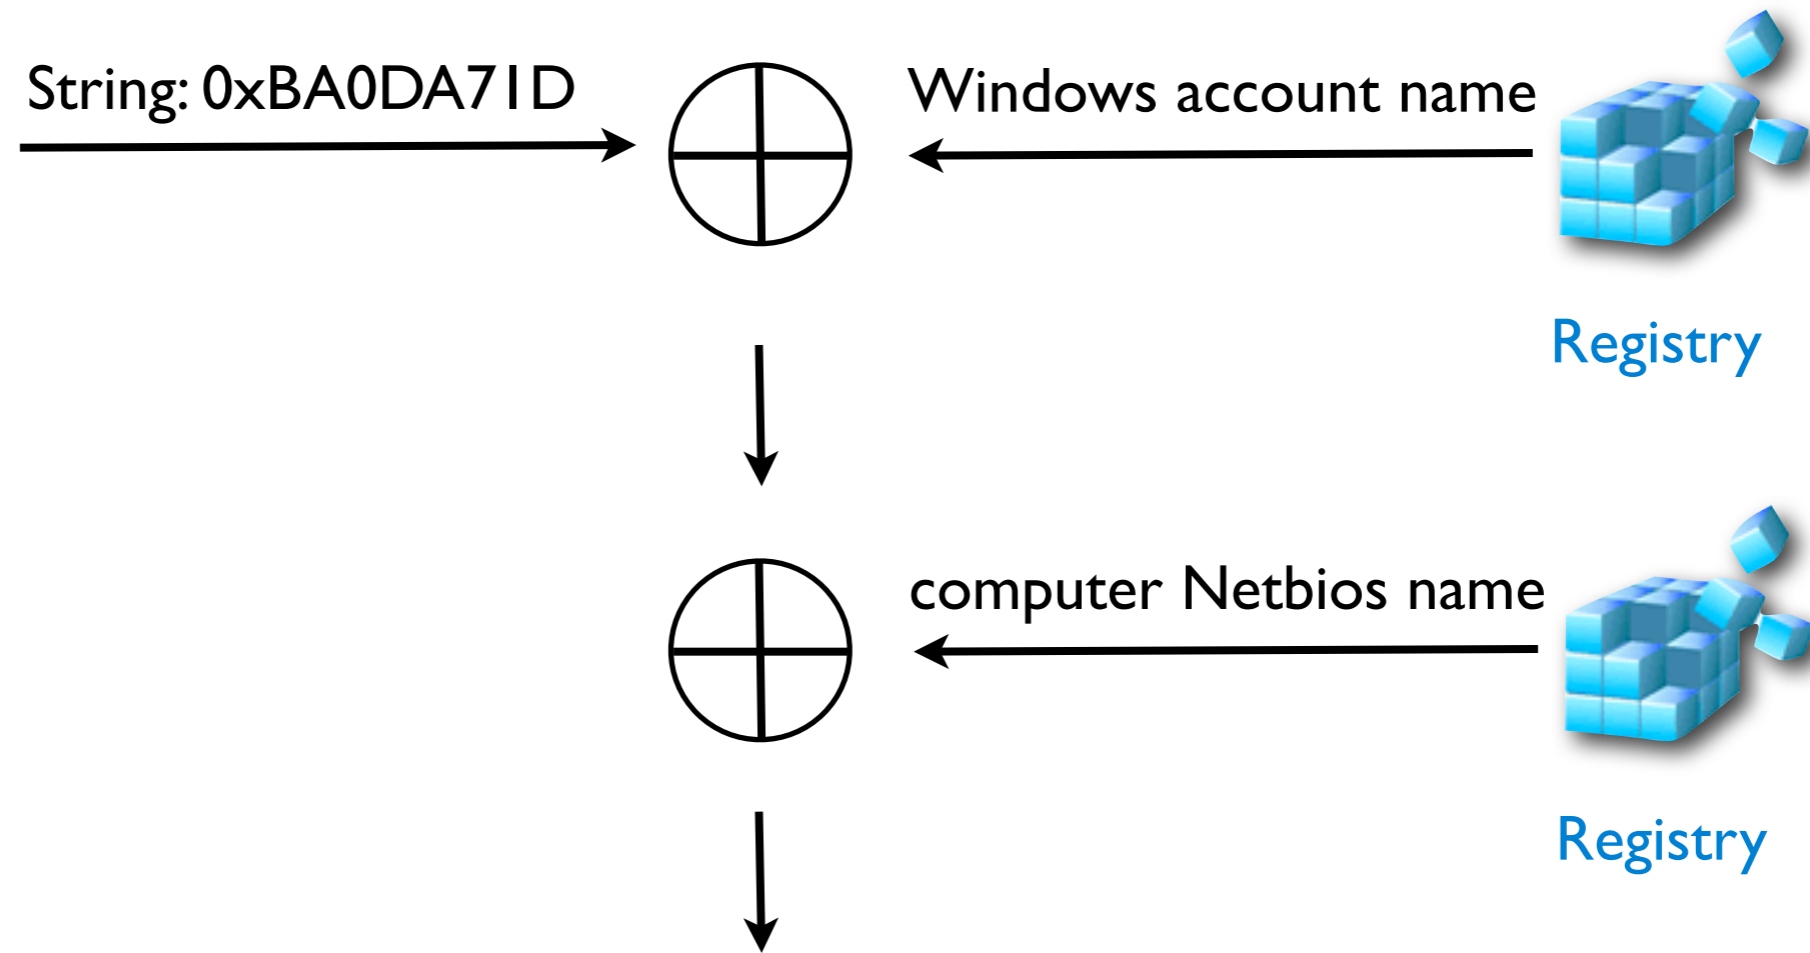 String: 0xBA0DA71D
Windows account name
Registry
computer Netbios name
Registry